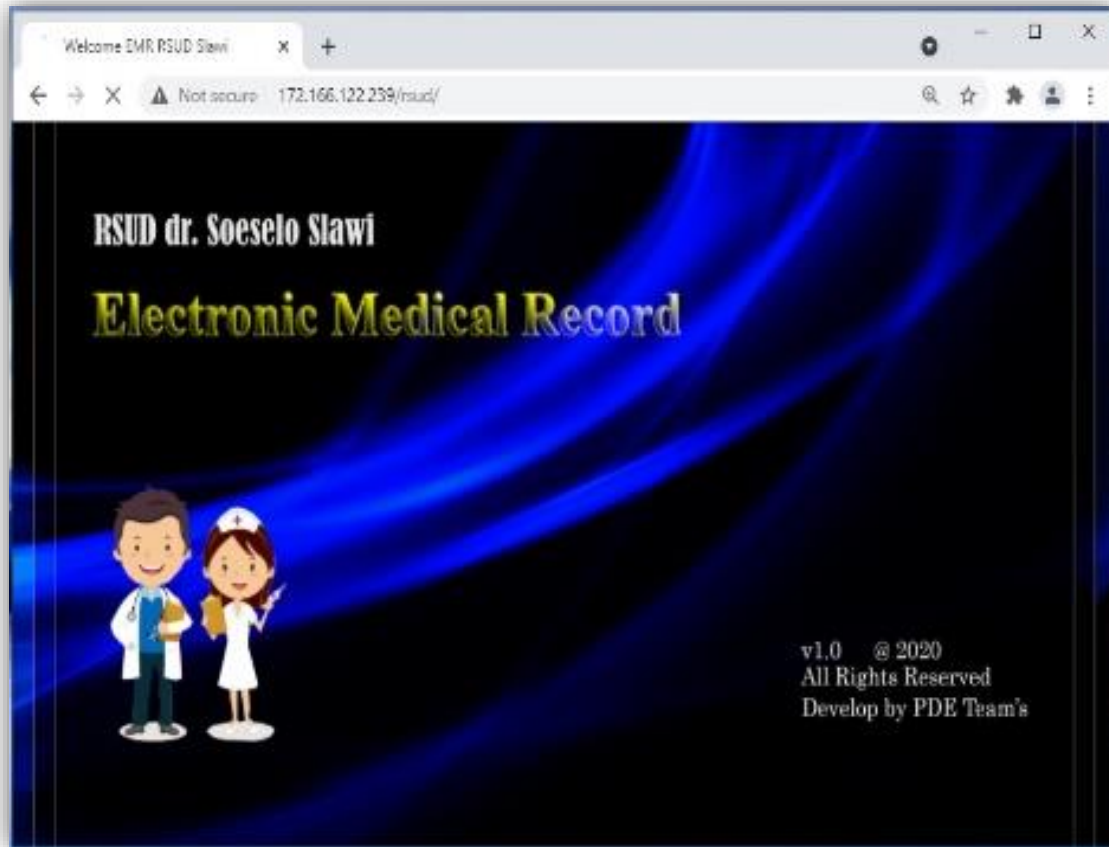 Welcome EMR RSUD Slawi
Not secure 172.166.122.239/rsud/
RSUD dr. Soeselo Slawi
Electronic Medical Record
v1.0 @ 2020
All Rights Reserved
Develop by PDE Team's